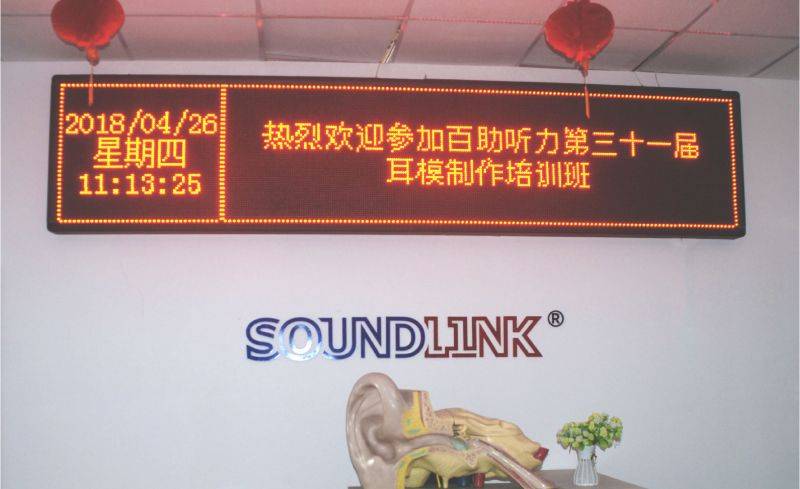 2018/04/26
星期四
11:13:25
热烈欢迎参加百助听力第三十一届
耳模制作培训班
SOUNDLINK®